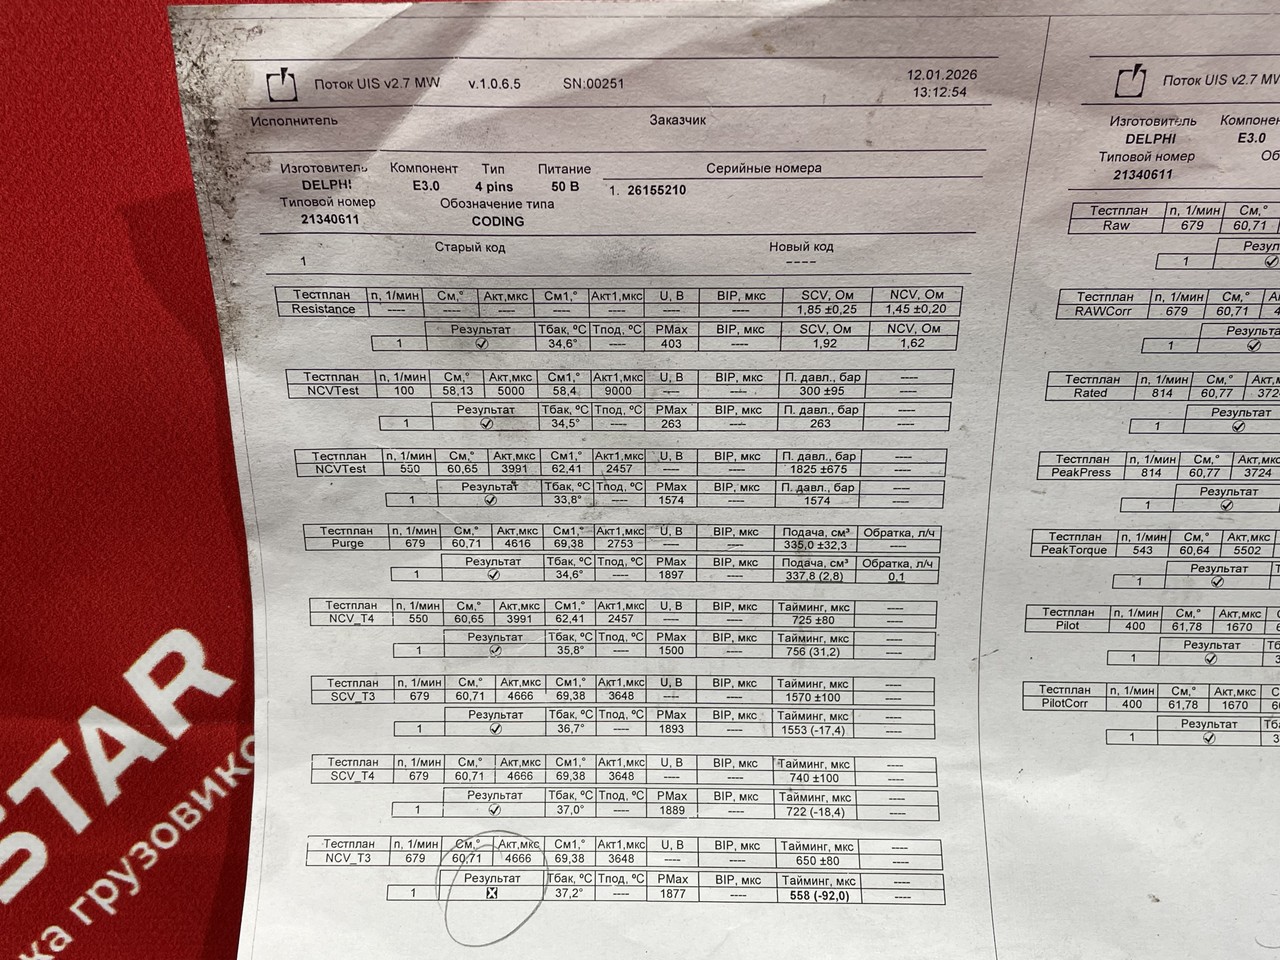 Поток UIS v2.7 MW v.1.0.6.5 SN:00251 12.01.2026
13:12:54
Исполнитель Заказчик
Изготовитель Компонент Тип Питание Серийные номера
DELPHI E3.0 4 pins 50 В 1. 26155210
Типовой номер Обозначение типа
21340611 CODING
Старый код Новый код
1 ----
Тестплан n, 1/мин См,° Акт,мкс См1,° Акт1,мкс U, В BIP, мкс SCV, Ом NCV, Ом
Resistance ---- ---- ---- ---- ---- ---- ---- 1,85 ±0,25 1,45 ±0,20
Результат Тбак, ºC Тпод, ºC PMax BIP, мкс SCV, Ом NCV, Ом
1 34,6° ---- 403 ---- 1,92 1,62
Тестплан n, 1/мин См,° Акт,мкс См1,° Акт1,мкс U, В BIP, мкс П. давл., бар ----
NCVTest 100 58,13 5000 58,4 9000 ---- ---- 300 ±95 ----
Результат Тбак, ºC Тпод, ºC PMax BIP, мкс П. давл., бар ----
1 34,5° ---- 263 ---- 263 ----
Тестплан n, 1/мин См,° Акт,мкс См1,° Акт1,мкс U, В BIP, мкс П. давл., бар ----
NCVTest 550 60,65 3991 62,41 2457 ---- ---- 1825 ±675 ----
Результат Тбак, ºC Тпод, ºC PMax BIP, мкс П. давл., бар ----
1 33,8° ---- 1574 ---- 1574 ----
Тестплан n, 1/мин См,° Акт,мкс См1,° Акт1,мкс U, В BIP, мкс Подача, см³ Обратка, л/ч
Purge 679 60,71 4616 69,38 2753 ---- ---- 335,0 ±32,3 ----
Результат Тбак, ºC Тпод, ºC PMax BIP, мкс Подача, см³ Обратка, л/ч
1 34,6° ---- 1897 ---- 337,8 (2,8) 0,1
Тестплан n, 1/мин См,° Акт,мкс См1,° Акт1,мкс U, В BIP, мкс Тайминг, мкс ----
NCV_T4 550 60,65 3991 62,41 2457 ---- ---- 725 ±80 ----
Результат Тбак, ºC Тпод, ºC PMax BIP, мкс Тайминг, мкс ----
1 35,8° ---- 1500 ---- 756 (31,2) ----
Тестплан n, 1/мин См,° Акт,мкс См1,° Акт1,мкс U, В BIP, мкс Тайминг, мкс ----
SCV_T3 679 60,71 4666 69,38 3648 ---- ---- 1570 ±100 ----
Результат Тбак, ºC Тпод, ºC PMax BIP, мкс Тайминг, мкс ----
1 36,7° ---- 1893 ---- 1553 (-17,4) ----
Тестплан n, 1/мин См,° Акт,мкс См1,° Акт1,мкс U, В BIP, мкс Тайминг, мкс ----
SCV_T4 679 60,71 4666 69,38 3648 ---- ---- 740 ±100 ----
Результат Тбак, ºC Тпод, ºC PMax BIP, мкс Тайминг, мкс ----
1 37,0° ---- 1889 ---- 722 (-18,4) ----
Тестплан n, 1/мин См,° Акт,мкс См1,° Акт1,мкс U, В BIP, мкс Тайминг, мкс ----
NCV_T3 679 60,71 4666 69,38 3648 ---- ---- 650 ±80 ----
Результат Тбак, ºC Тпод, ºC PMax BIP, мкс Тайминг, мкс ----
1 37,2° ---- 1877 ---- 558 (-92,0) ----
Поток UIS v2.7 MW
Изготовитель
DELPHI E3.0
Типовой номер
21340611
Тестплан n, 1/мин См,°
Raw 679 60,71
1
Тестплан n, 1/мин См,°
RAWCorr 679 60,71
Результат
1
Тестплан n, 1/мин См,°
Rated 814 60,77
Результат
1
Тестплан n, 1/мин См,° Акт,мкс
PeakPress 814 60,77 3724
Результат
1
Тестплан n, 1/мин См,° Акт,мкс
PeakTorque 543 60,64 5502
Результат
1
Тестплан n, 1/мин См,° Акт,мкс
Pilot 400 61,78 1670
Результат
1
Тестплан n, 1/мин См,° Акт,мкс
PilotCorr 400 61,78 1670
Результат
1
STAR
грузовико